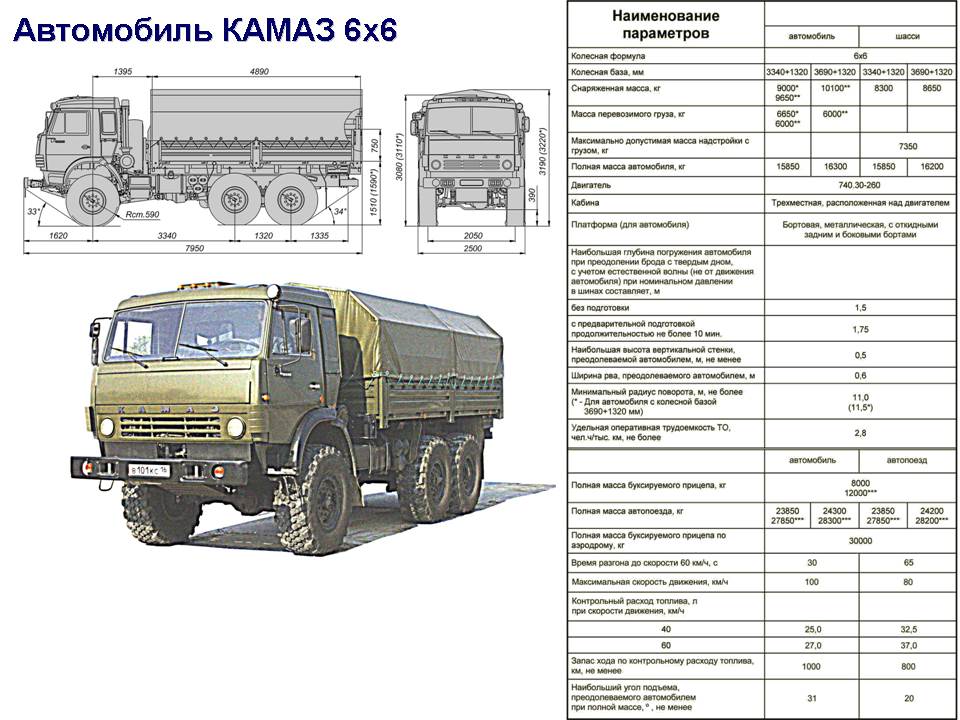 Автомобиль КАМАЗ 6х6
1395
4890
750
1510 (1590*)
33°
Rcm.590
34°
1620
3340
1320
1335
7950
3080 (3110*)
3190 (3220*)
390
2050
2500
КАМАЗ
в 101 кс 16
Наименование
параметров
автомобиль шасси
Колесная формула 6х6
Колесная база, мм 3340+1320 3690+1320 3340+1320 3690+1320
Снаряженная масса, кг 9000* 10100** 8300 8650
9650**
Масса перевозимого груза, кг 6650* 6000**
6000**
Максимально допустимая масса надстройки с
грузом, кг 7350
Полная масса автомобиля, кг 15850 16300 15850 16200
Двигатель 740.30-260
Кабина Трехместная, расположенная над двигателем
Платформа (для автомобиля) Бортовая, металлическая, с откидными
задним и боковыми бортами
Наибольшая глубина погружения автомобиля
при преодолении брода с твердым дном,
с учетом естественной волны (не от движения
автомобиля) при номинальном давлении
в шинах составляет, м
без подготовки 1,5
с предварительной подготовкой
продолжительностью не более 10 мин. 1,75
Наибольшая высота вертикальной стенки,
преодолеваемой автомобилем, м, не менее 0,5
Ширина рва, преодолеваемого автомобилем, м 0,6
Минимальный радиус поворота, м, не более 11,0
(* - Для автомобиля с колесной базой (11,5*)
3690+1320 мм)
Удельная оперативная трудоемкость ТО,
чел.ч/тыс. км, не более 2,8
автомобиль автопоезд
Полная масса буксируемого прицепа, кг 8000
12000***
Полная масса автопоезда, кг 23850 24300 23850 24200
27850*** 28300*** 27850*** 28200***
Полная масса буксируемого прицепа по
аэродрому, кг 30000
Время разгона до скорости 60 км/ч, с 30 65
Максимальная скорость движения, км/ч 100 80
Контрольный расход топлива, л
при скорости движения, км/ч
40 25,0 32,5
60 27,0 37,0
Запас хода по контрольному расходу топлива,
км, не менее 1000 800
Наибольший угол подъема,
преодолеваемого автомобилем
при полной массе, °, не менее 31 20